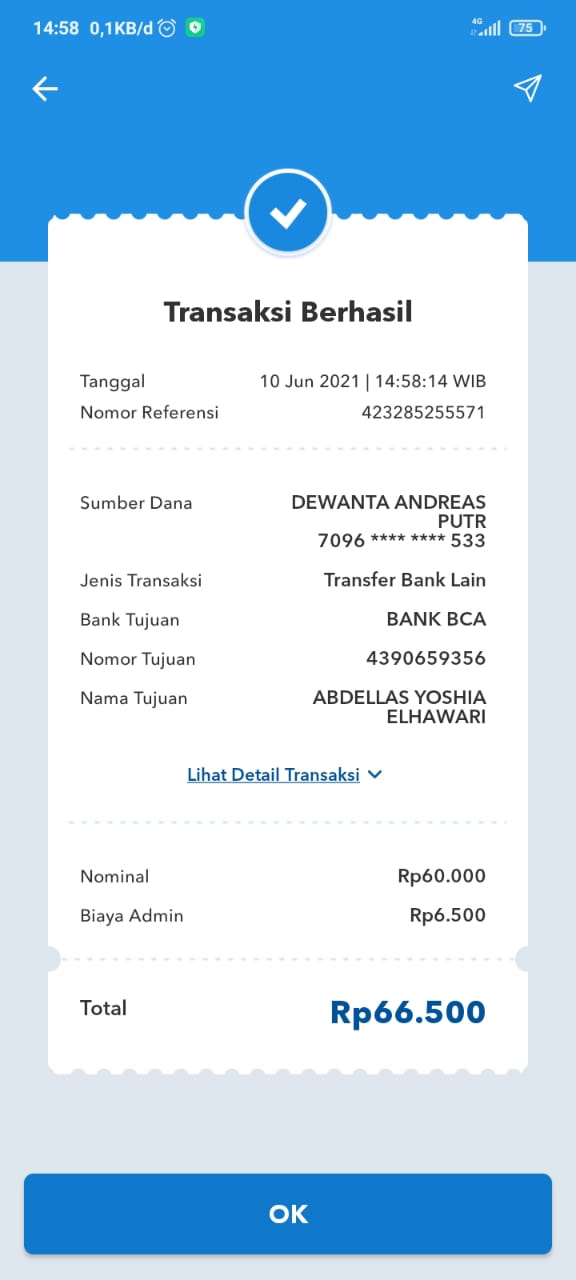 14:58 0,1KB/d
4G
75
Transaksi Berhasil
Tanggal 10 Jun 2021 | 14:58:14 WIB
Nomor Referensi 423285255571
Sumber Dana DEWANTA ANDREAS
PUTR
7096 **** **** 533
Jenis Transaksi Transfer Bank Lain
Bank Tujuan BANK BCA
Nomor Tujuan 4390659356
Nama Tujuan ABDELLAS YOSHIA
ELHAWARI
Lihat Detail Transaksi
Nominal Rp60.000
Biaya Admin Rp6.500
Total Rp66.500
OK